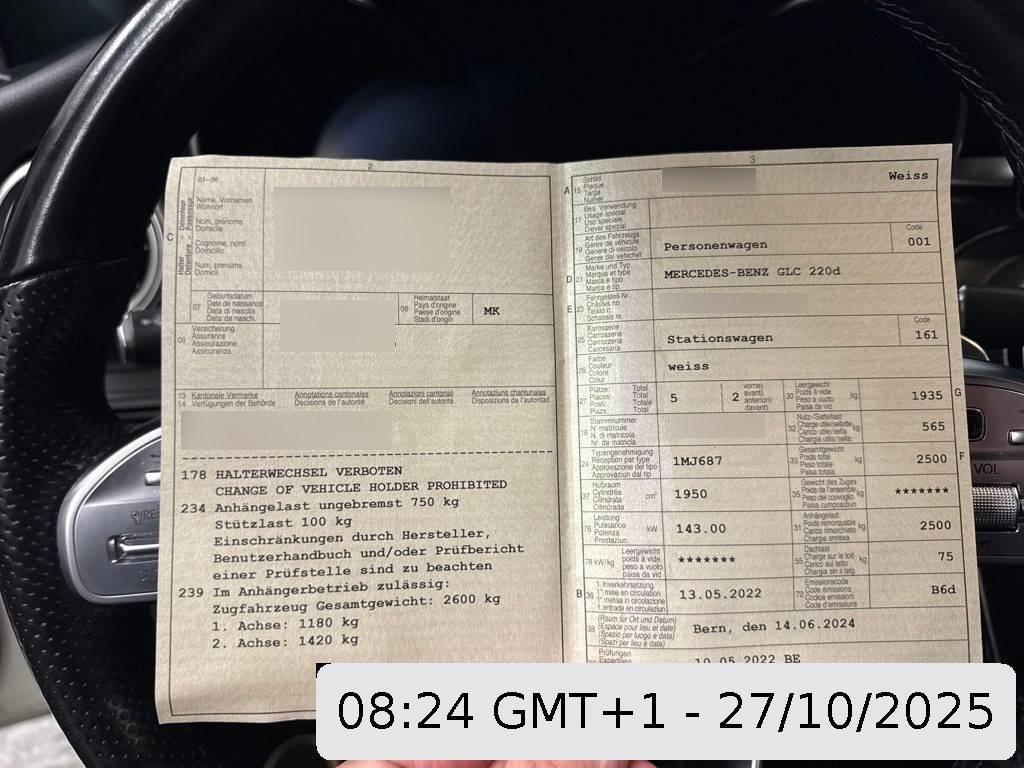 2
01-06
Name, Vornamen
Wohnort
Nom, prénoms
Domicile
Cognome, nomi
Domicilio
Num, prenums
Domicil
C
Halter - Détenteur
Detentore - Possessur
07
Geburtsdatum
Date de naissance
Data di nascita
Data da nasch.
08
Heimatstaat
Pays d'origine
Paese d'origine
Stadi d'origin
MK
09
Versicherung
Assurance
Assicurazione
Assicuranza
13 Kantonale Vermerke Annotations cantonales Annotazioni cantonali Annotaziuns chantunalas
14 Verfügungen der Behörde Décisions de l'autorité Decisioni dell'autorità Disposiziuns da l'autoritad
178 HALTERWECHSEL VERBOTEN
CHANGE OF VEHICLE HOLDER PROHIBITED
234 Anhängelast ungebremst 750 kg
Stützlast 100 kg
Einschränkungen durch Hersteller,
Benutzerhandbuch und/oder Prüfbericht
einer Prüfstelle sind zu beachten
239 Im Anhängerbetrieb zulässig:
Zugfahrzeug Gesamtgewicht: 2600 kg
1. Achse: 1180 kg
2. Achse: 1420 kg
3
A 15
Schild
Plaque
Targa
Numer
Weiss
17
Bes. Verwendung
Usage spécial
Uso speciale
Diever spezial
19
Art des Fahrzeugs
Genre de véhicule
Genere di veicolo
Gener dal vehichel
Personenwagen
Code
001
D 21
Marke und Typ
Marque et type
Marca e tipo
Marca e tip
MERCEDES-BENZ GLC 220d
E 23
Fahrgestell-Nr.
Châssis no
Telaio n.
Schassis nr.
25
Karosserie
Carrosserie
Carrozzeria
Carossaria
Stationswagen
Code
161
26
Farbe
Couleur
Colore
Colur
weiss
27
Plätze: Total
Places: Total
Posti: Totale
Plazs: Total
5
2
vorne)
avant)
anteriori)
davant)
30
Leergewicht
Poids à vide
Peso a vuoto
Paisa da vid
kg
1935
G
18
Stammnummer
N° matricule
N. di matricola
Nr. da matricla
32
Nutz-/Sattellast
Charge utile/sellette
Carico utile/sella
Chargia utila/sella
kg
565
24
Typengenehmigung
Réception par type
Approvazione del tipo
Approvaziun dal tip
1MJ687
33
Gesamtgewicht
Poids total
Peso totale
Paisa totala
kg
2500
F
37
Hubraum
Cylindrée
Cilindrata
Cilindrada
cm³
1950
35
Gewicht des Zuges
Poids de l'ensemble
Peso del convoglio
Paisa cumposiziun
kg
*******
76
Leistung
Puissance
Potenza
Prestaziun
kW
143.00
31
Anhängelast
Poids remorquable
Carico rimorchiato
Chargia annexa
kg
2500
78 kW/kg
Leergewicht
poids à vide
peso a vuoto
paisa da vid
*******
55
Dachlast
Charge sur le toit
Carico sul tetto
Chargia sin il tetg
kg
75
B 36
1. Inverkehrsetzung
1re mise en circulation
1a messa in circolazione
1. entrada en circulaziun
13.05.2022
72
Emissionscode
Code émissions
Codice emissioni
Code d'emissiuns
B6d
38
(Raum für Ort und Datum)
(Espace pour lieu et date)
(Spazio per luogo e data)
(Spazi per lieu e data)
Bern, den 14.06.2024
Prüfungen
Expertises
10.05.2022 BE
VOL
08:24 GMT+1 - 27/10/2025